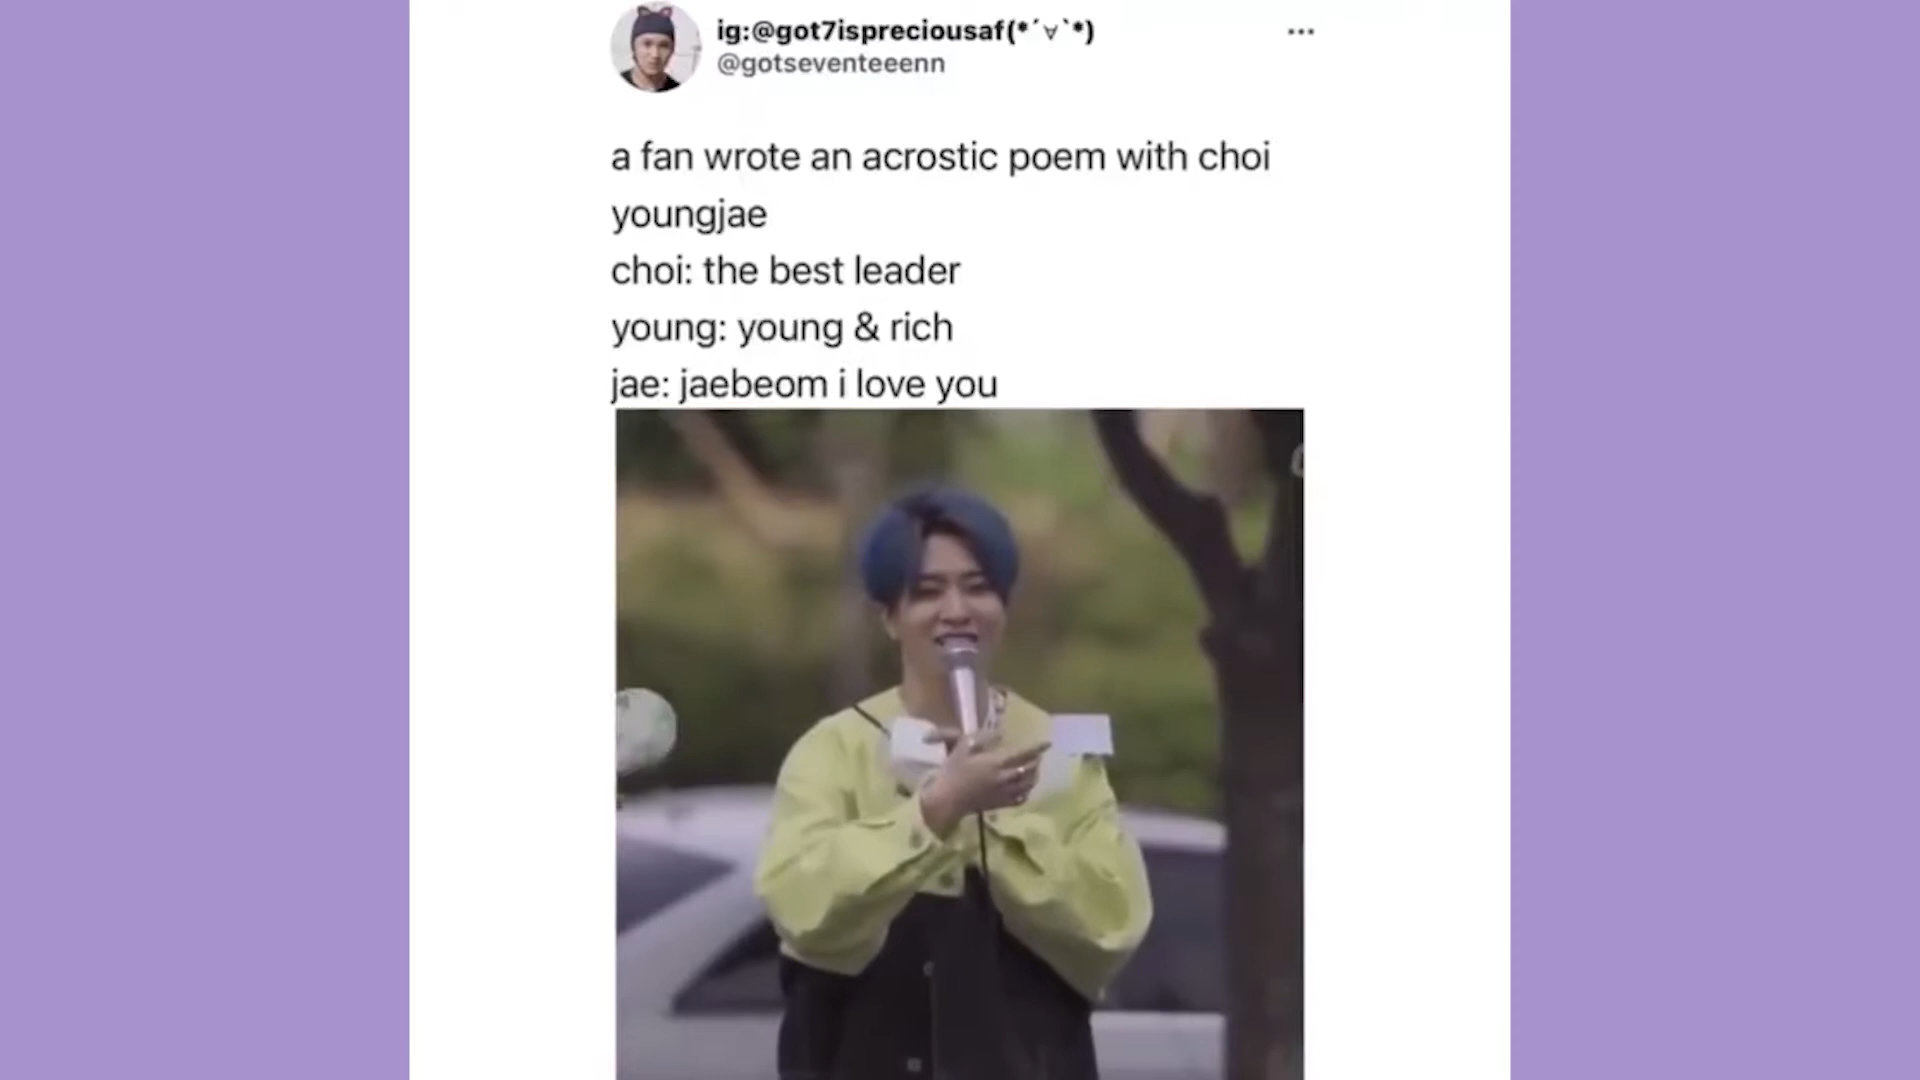 ig:@got7ispreciousaf(*´∀`*)
@gotseventeeenn
a fan wrote an acrostic poem with choi
youngjae
choi: the best leader
young: young & rich
jae: jaebeom i love you